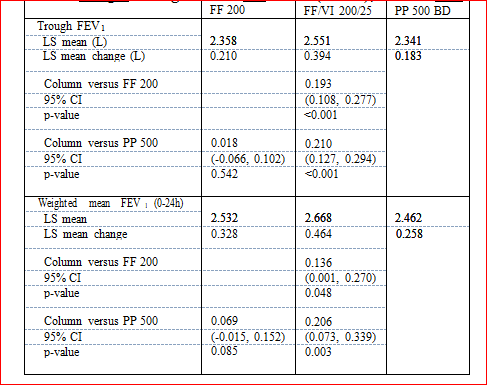 FF 200 FF/VI 200/25 PP 500 BD
Trough FEV1
LS mean (L) 2.358 2.551 2.341
LS mean change (L) 0.210 0.394 0.183
Column versus FF 200 0.193
95% CI (0.108, 0.277)
p-value <0.001
Column versus PP 500 0.018 0.210
95% CI (-0.066, 0.102) (0.127, 0.294)
p-value 0.542 <0.001
Weighted mean FEV 1 (0-24h)
LS mean 2.532 2.668 2.462
LS mean change 0.328 0.464 0.258
Column versus FF 200 0.136
95% CI (0.001, 0.270)
p-value 0.048
Column versus PP 500 0.069 0.206
95% CI (-0.015, 0.152) (0.073, 0.339)
p-value 0.085 0.003